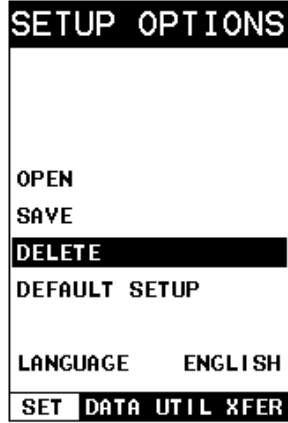 SETUP OPTIONS
OPEN
SAVE
DELETE
DEFAULT SETUP
LANGUAGE ENGLISH
SET DATA UTIL XFER